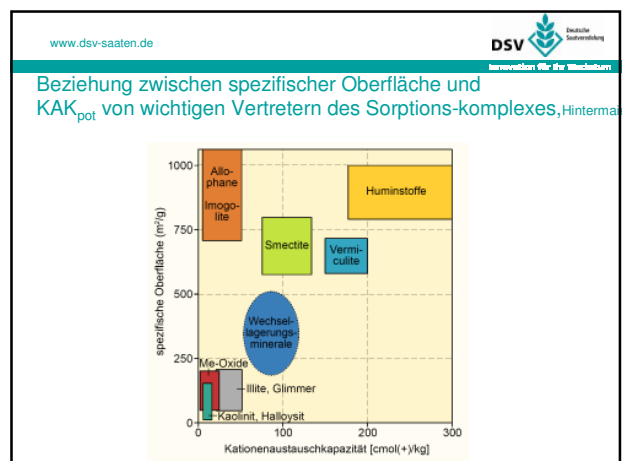 www.dsv-saaten.de
DSV
Deutsche
Saatveredelung
Innovation für Ihr Wachstum
Beziehung zwischen spezifischer Oberfläche und
KAKpot von wichtigen Vertretern des Sorptions-komplexes,Hintermai
spezifische Oberfläche (m²/g)
1000
750
500
250
0
Allo-
phane
Imogo-
lite
Huminstoffe
Smectite
Vermi-
culite
Wechsel-
lagerungs-
minerale
Me-Oxide
Illite, Glimmer
Kaolinit, Halloysit
0
100
200
300
Kationenaustauschkapazität [cmol(+)/kg]